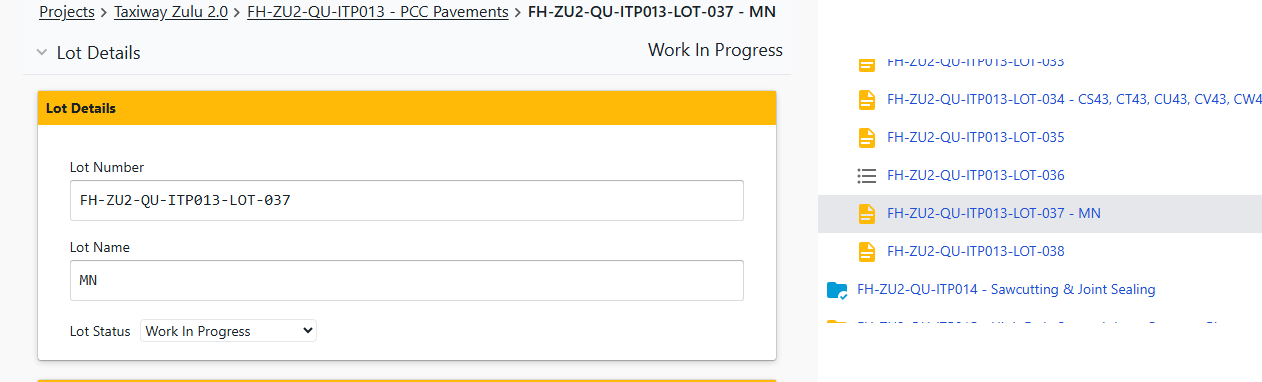 Projects > Taxiway Zulu 2.0 > FH-ZU2-QU-ITP013 - PCC Pavements > FH-ZU2-QU-ITP013-LOT-037 - MN
Lot Details
Work In Progress
Lot Details
Lot Number
FH-ZU2-QU-ITP013-LOT-037
Lot Name
MN
Lot Status Work In Progress
FH-ZU2-QU-ITP013-LOT-033
FH-ZU2-QU-ITP013-LOT-034 - CS43, CT43, CU43, CV43, CW4
FH-ZU2-QU-ITP013-LOT-035
FH-ZU2-QU-ITP013-LOT-036
FH-ZU2-QU-ITP013-LOT-037 - MN
FH-ZU2-QU-ITP013-LOT-038
FH-ZU2-QU-ITP014 - Sawcutting & Joint Sealing